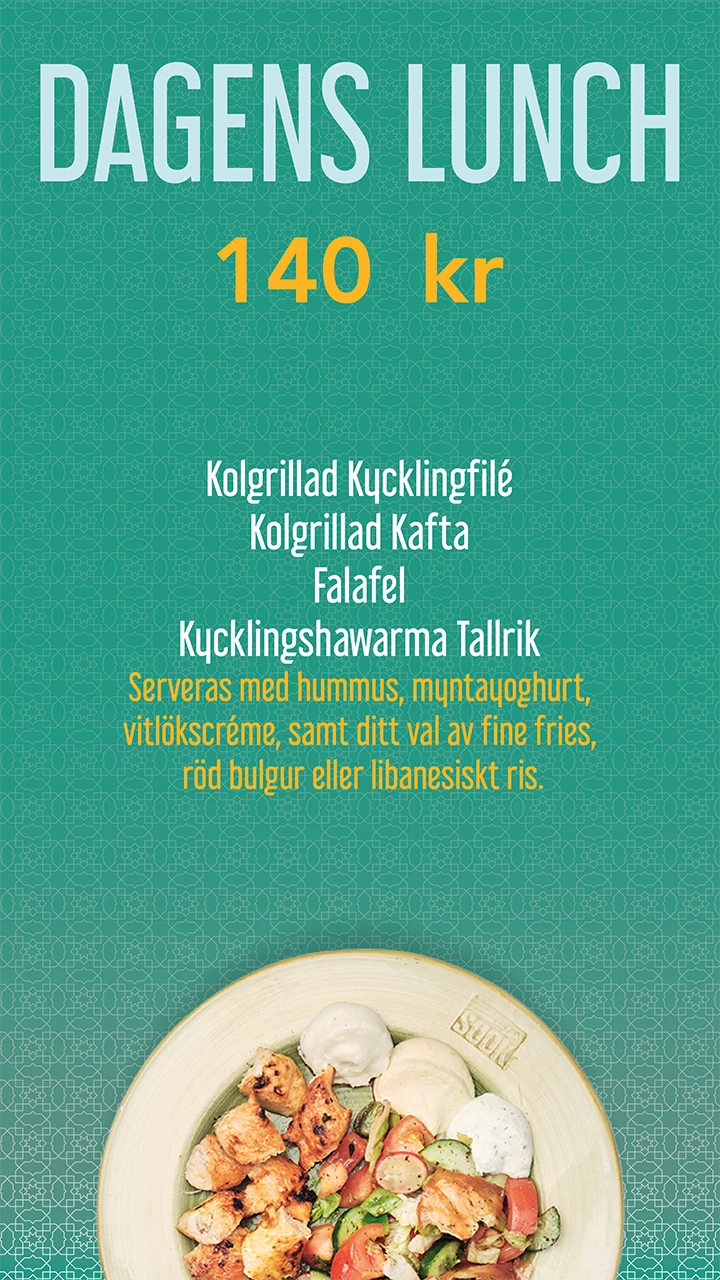 DAGENS LUNCH
140 kr
Kolgrillad Kycklingfilé
Kolgrillad Kafta
Falafel
Kycklingshawarma Tallrik
Serveras med hummus, myntayoghurt,
vitlökscréme, samt ditt val av fine fries,
röd bulgur eller libanesiskt ris.
SOOK